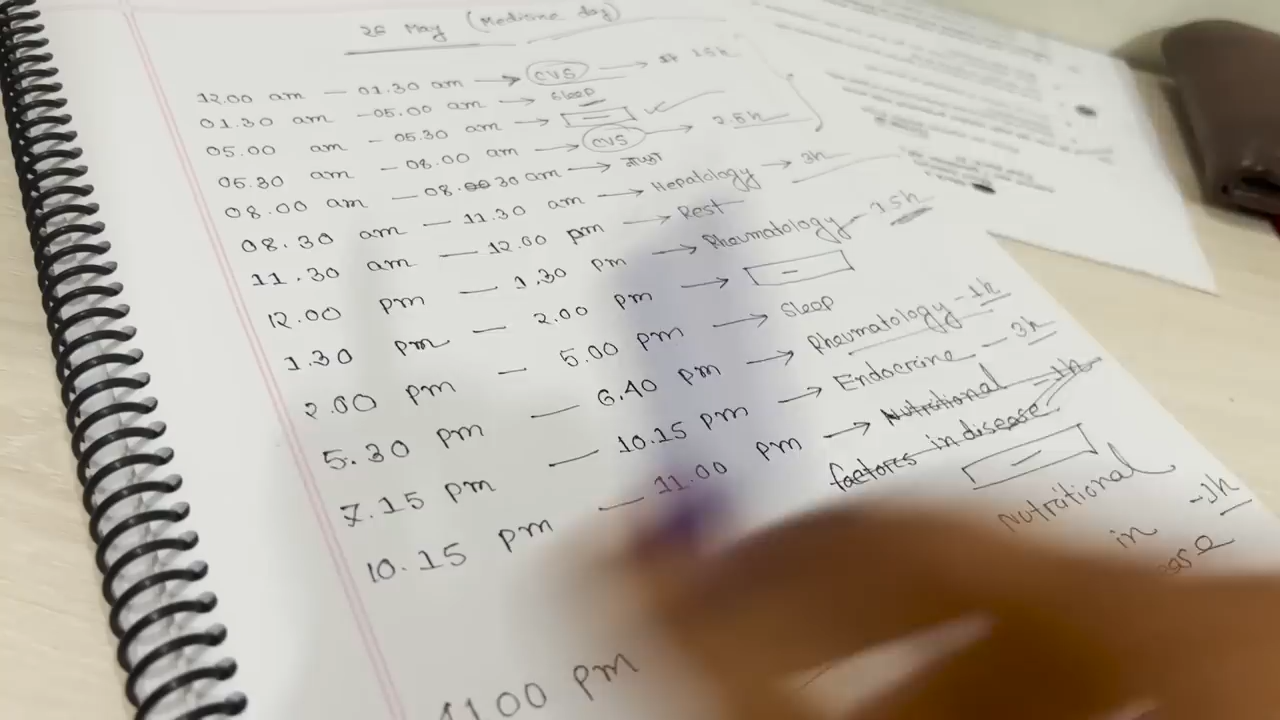 26 May (Medicine day)
12.00 am — 01.30 am → CVS → 1.5h
01.30 am - 05.00 am → Sleep
05.00 am - 05.30 am →
05.30 am - 08.00 am → CVS → 2.5h
08.00 am — 08.30 am → নাস্তা
08.30 am — 11.30 am → Hepatology → 3h
11.30 am — 12.00 pm → Rest
12.00 pm — 1.30 pm → Rheumatology - 1.5h
1.30 pm — 2.00 pm →
2.00 pm — 5.00 pm → Sleep
5.30 pm — 6.40 pm → Rheumatology - 1h
7.15 pm — 10.15 pm → Endocrine - 3h
10.15 pm — 11.00 pm → Nutritional - 1h
factors in disease
nutritional
in - 1h
11 00 pm